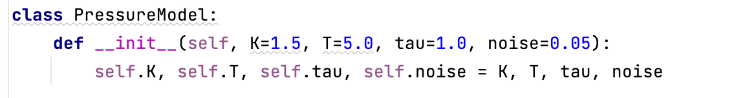 class PressureModel:
    def __init__(self, K=1.5, T=5.0, tau=1.0, noise=0.05):
        self.K, self.T, self.tau, self.noise = K, T, tau, noise